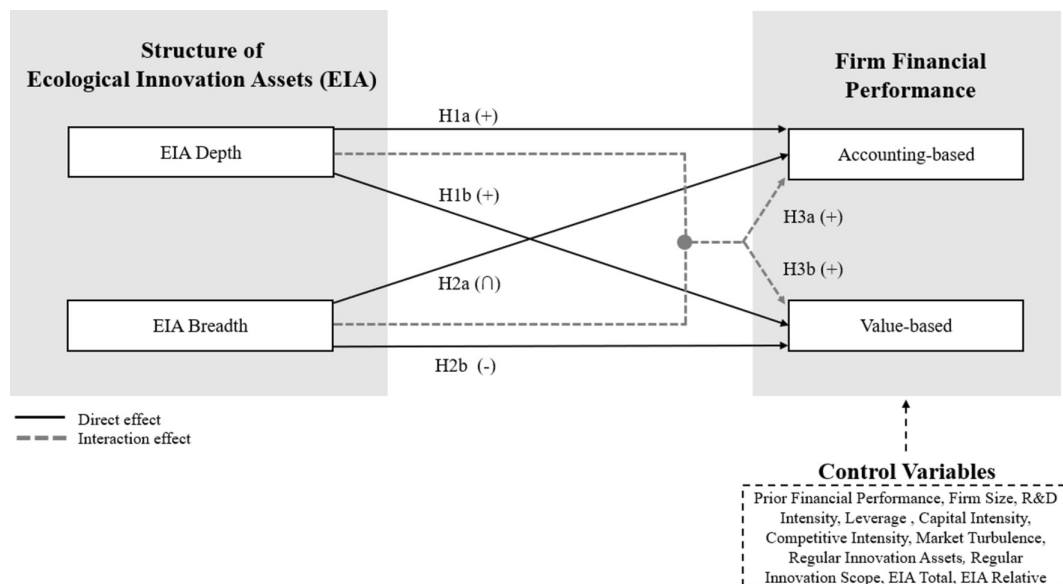 Structure of
Ecological Innovation Assets (EIA)
Firm Financial
Performance
H1a (+)
EIA Depth
Accounting-based
H1b (+)
H3a (+)
H3b (+)
H2a (∩)
EIA Breadth
Value-based
H2b (-)
Direct effect
Interaction effect
Control Variables
Prior Financial Performance, Firm Size, R&D
Intensity, Leverage , Capital Intensity,
Competitive Intensity, Market Turbulence,
Regular Innovation Assets, Regular
Innovation Scope, EIA Total, EIA Relative